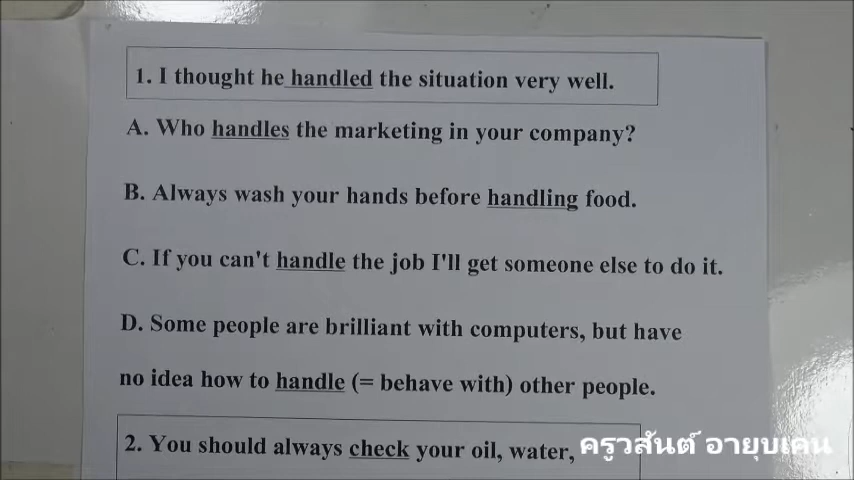 1. I thought he handled the situation very well.
A. Who handles the marketing in your company?
B. Always wash your hands before handling food.
C. If you can't handle the job I'll get someone else to do it.
D. Some people are brilliant with computers, but have
no idea how to handle (= behave with) other people.
2. You should always check your oil, water,
ครูวสันต์ อายุบเคน